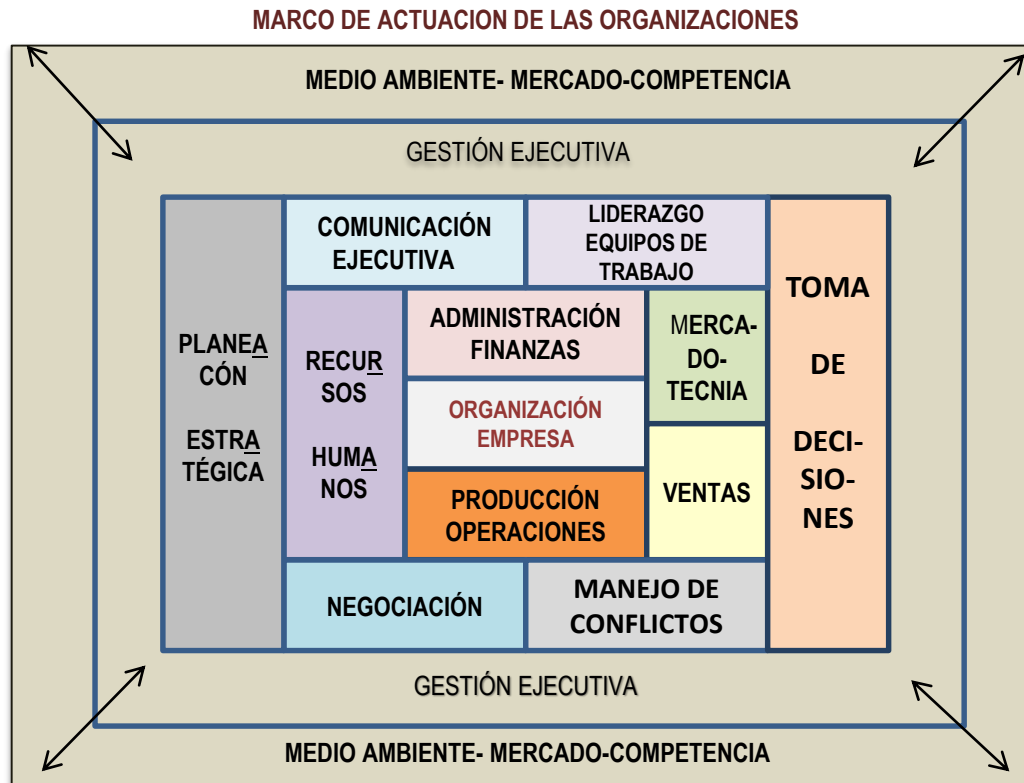 MARCO DE ACTUACION DE LAS ORGANIZACIONES
MEDIO AMBIENTE- MERCADO-COMPETENCIA
GESTIÓN EJECUTIVA
PLANEA
CÓN
ESTRA
TÉGICA
COMUNICACIÓN
EJECUTIVA
LIDERAZGO
EQUIPOS DE
TRABAJO
RECUR
SOS
HUMA
NOS
ADMINISTRACIÓN
FINANZAS
ORGANIZACIÓN
EMPRESA
PRODUCCIÓN
OPERACIONES
MERCA-
DO-
TECNIA
VENTAS
NEGOCIACIÓN
MANEJO DE
CONFLICTOS
TOMA
DE
DECI-
SIO-
NES
GESTIÓN EJECUTIVA
MEDIO AMBIENTE- MERCADO-COMPETENCIA